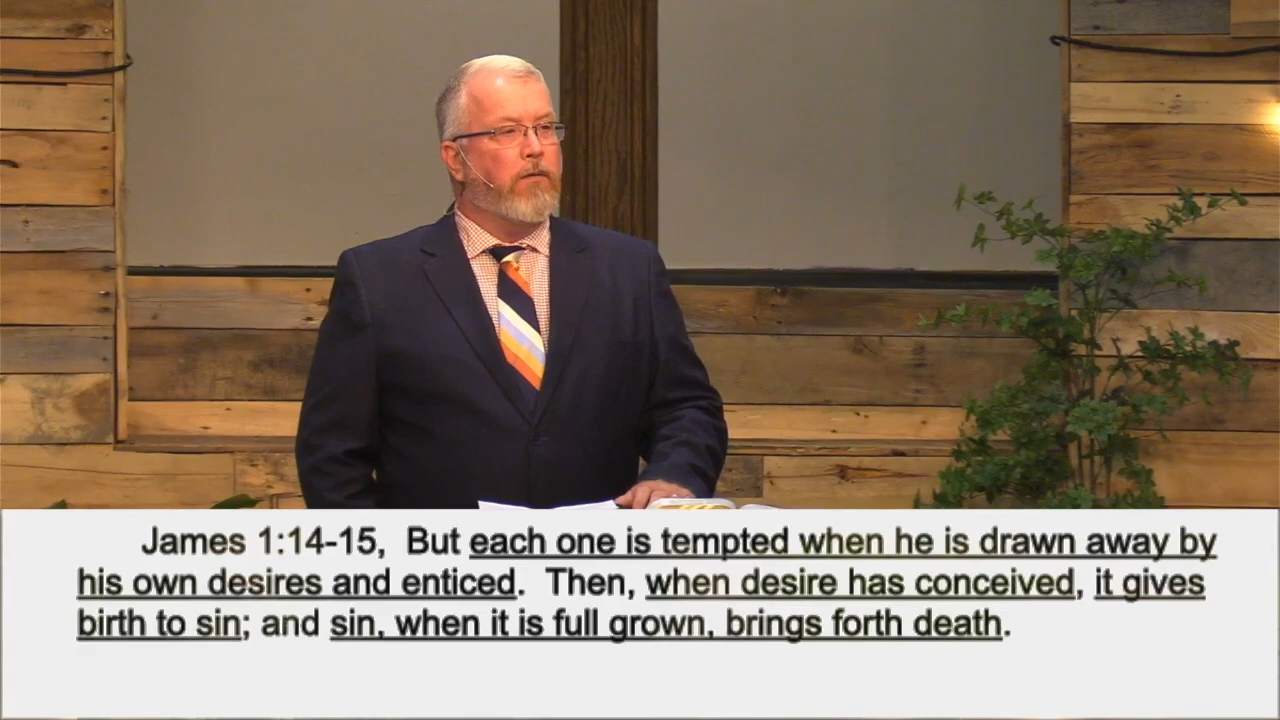 James 1:14-15,  But each one is tempted when he is drawn away by
his own desires and enticed.  Then, when desire has conceived, it gives
birth to sin; and sin, when it is full grown, brings forth death.